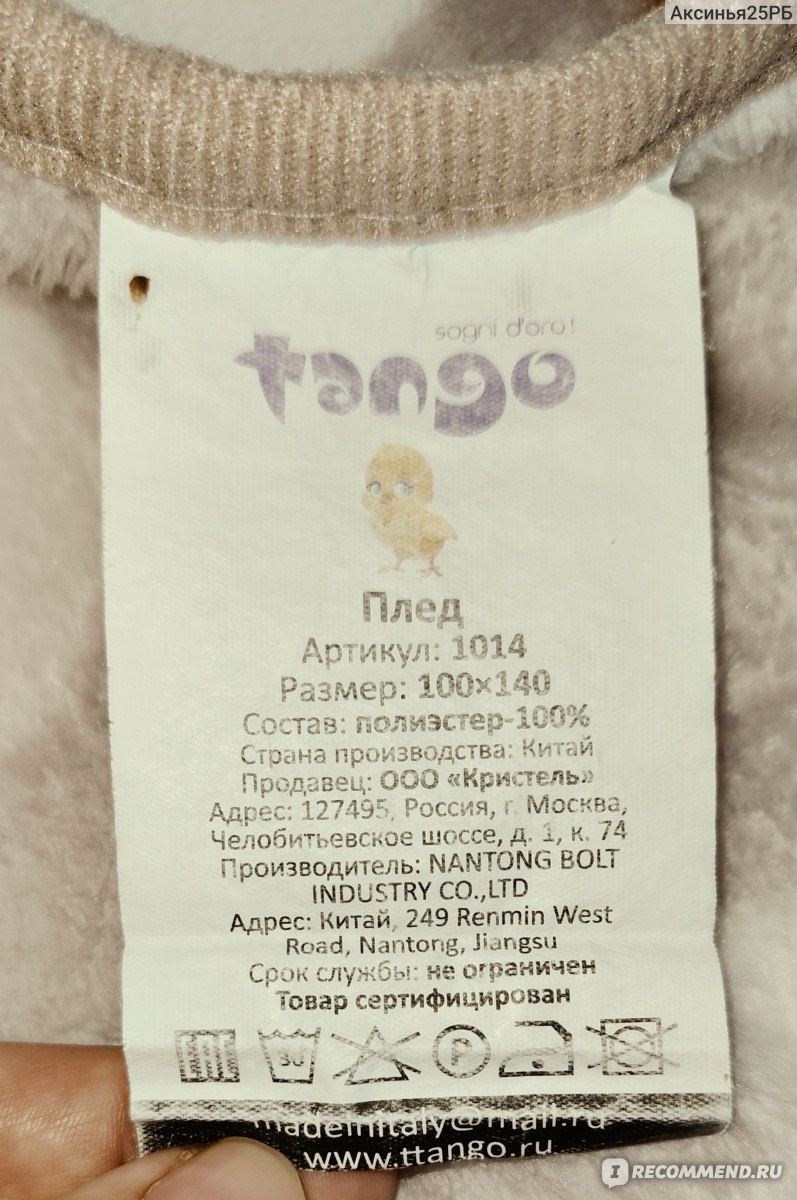 Аксинья25РБ
sogni d'oro!
tango
Плед
Артикул: 1014
Размер: 100×140
Состав: полиэстер-100%
Страна производства: Китай
Продавец: ООО «Кристель»
Адрес: 127495, Россия, г. Москва,
Челобитьевское шоссе, д. 1, к. 74
Производитель: NANTONG BOLT
INDUSTRY CO.,LTD
Адрес: Китай, 249 Renmin West
Road, Nantong, Jiangsu
Срок службы: не ограничен
Товар сертифицирован
EAC 30 P
madeinitaly@mail.ru
www.ttango.ru
IRECOMMEND.RU